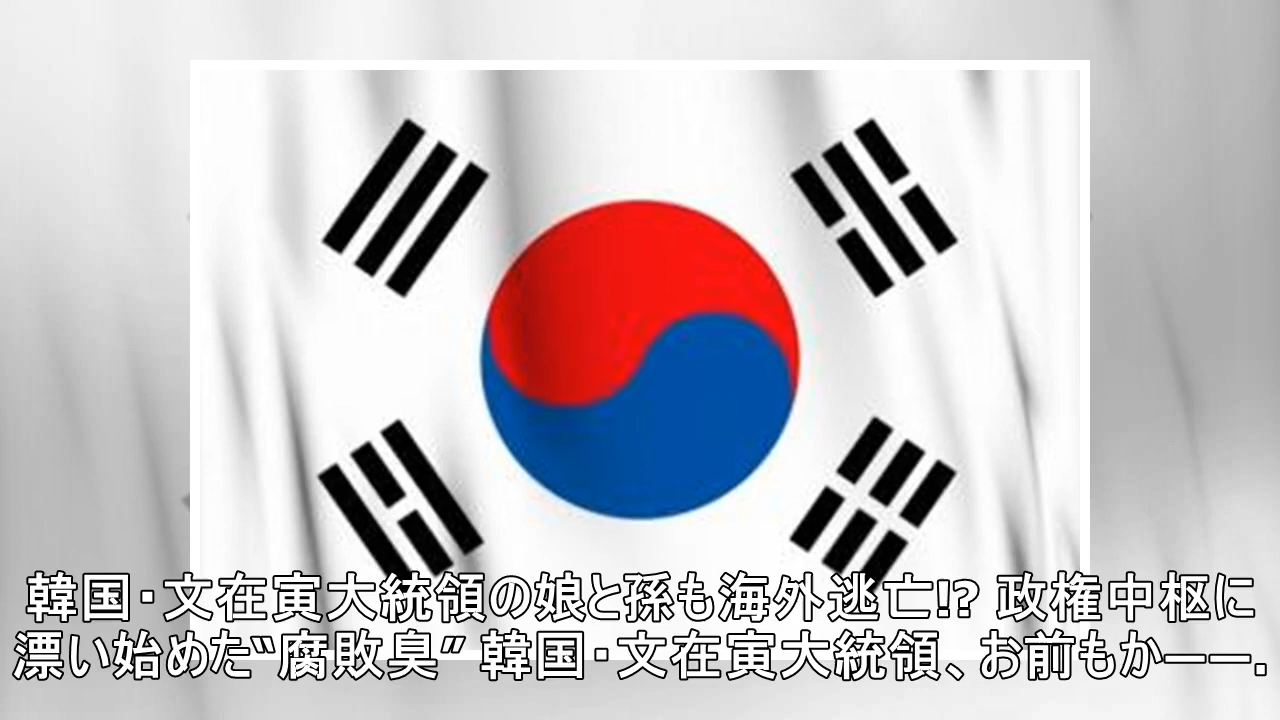 韓国・文在寅大統領の娘と孫も海外逃亡!? 政権中枢に
漂い始めた“腐敗臭” 韓国・文在寅大統領、お前もか――.